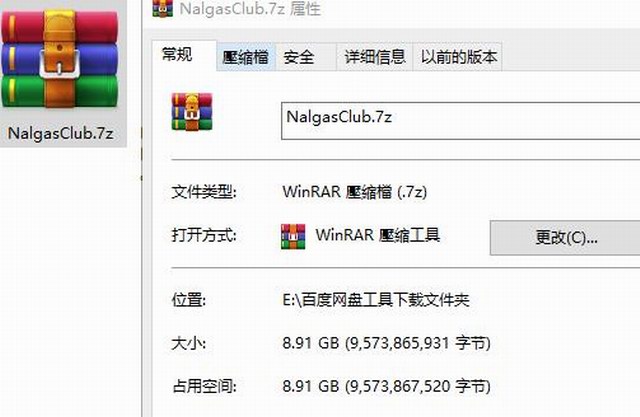 NalgasClub.7z
NalgasClub.7z 属性
常规 壓縮檔 安全 详细信息 以前的版本
NalgasClub.7z
文件类型: WinRAR 壓縮檔 (.7z)
打开方式: WinRAR 壓缩工具 更改(C)...
位置: E:\百度网盘工具下载文件夹
大小: 8.91 GB (9,573,865,931 字节)
占用空间: 8.91 GB (9,573,867,520 字节)